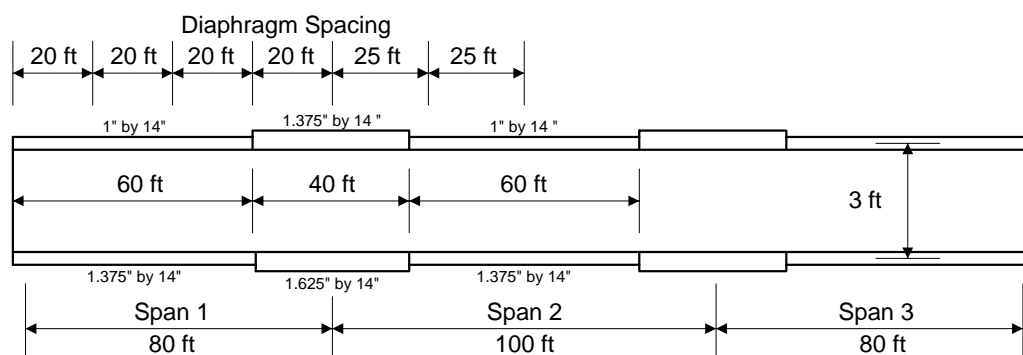 Diaphragm Spacing
20 ft 20 ft 20 ft 20 ft 25 ft 25 ft
1" by 14" 1.375" by 14 " 1" by 14 "
60 ft 40 ft 60 ft
3 ft
1.375" by 14" 1.625" by 14" 1.375" by 14"
Span 1 Span 2 Span 3
80 ft 100 ft 80 ft